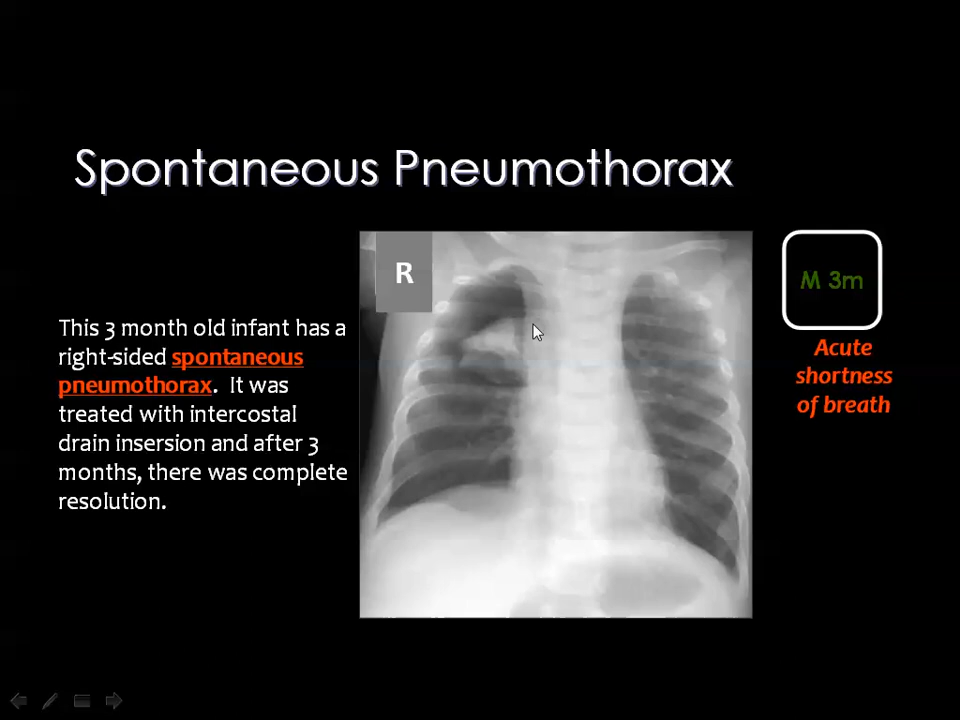 Spontaneous Pneumothorax
R
M 3m
Acute
shortness
of breath
This 3 month old infant has a
right-sided spontaneous
pneumothorax. It was
treated with intercostal
drain insersion and after 3
months, there was complete
resolution.